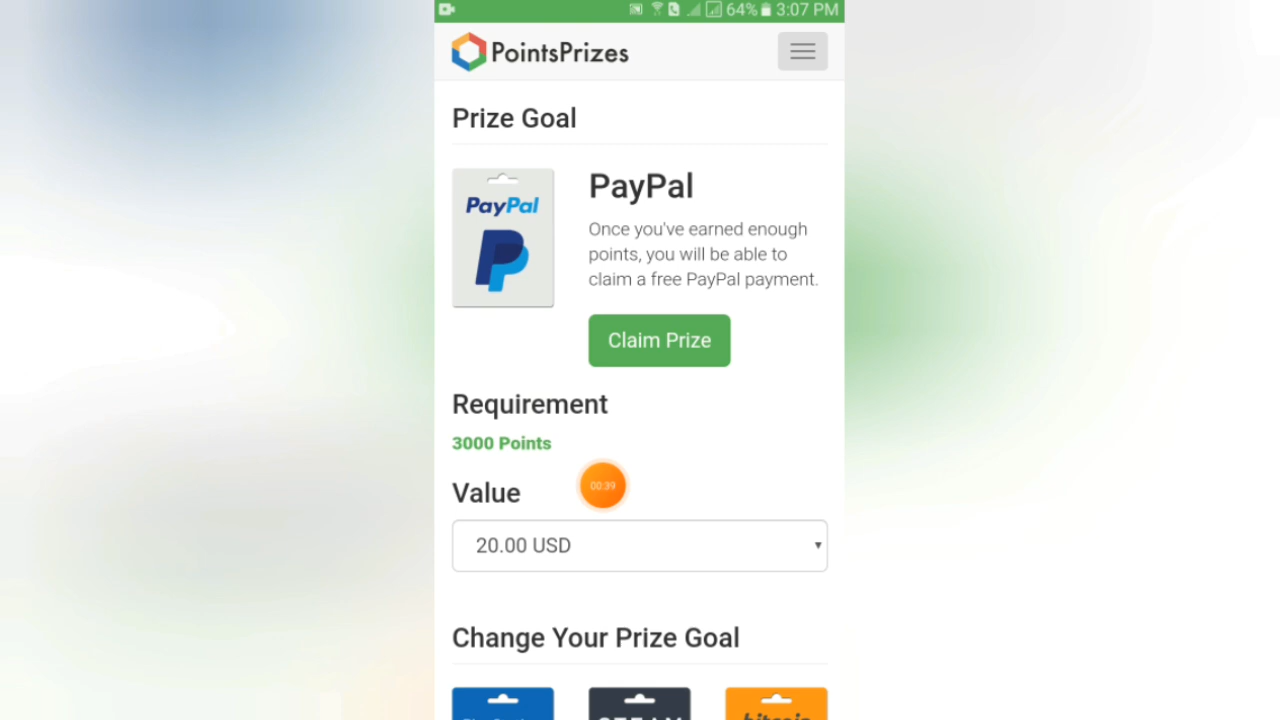 64% 3:07 PM
PointsPrizes
Prize Goal
PayPal
PayPal
Once you've earned enough
points, you will be able to
claim a free PayPal payment.
Claim Prize
Requirement
3000 Points
00:39
Value
20.00 USD
Change Your Prize Goal
STEAM
bitcoin